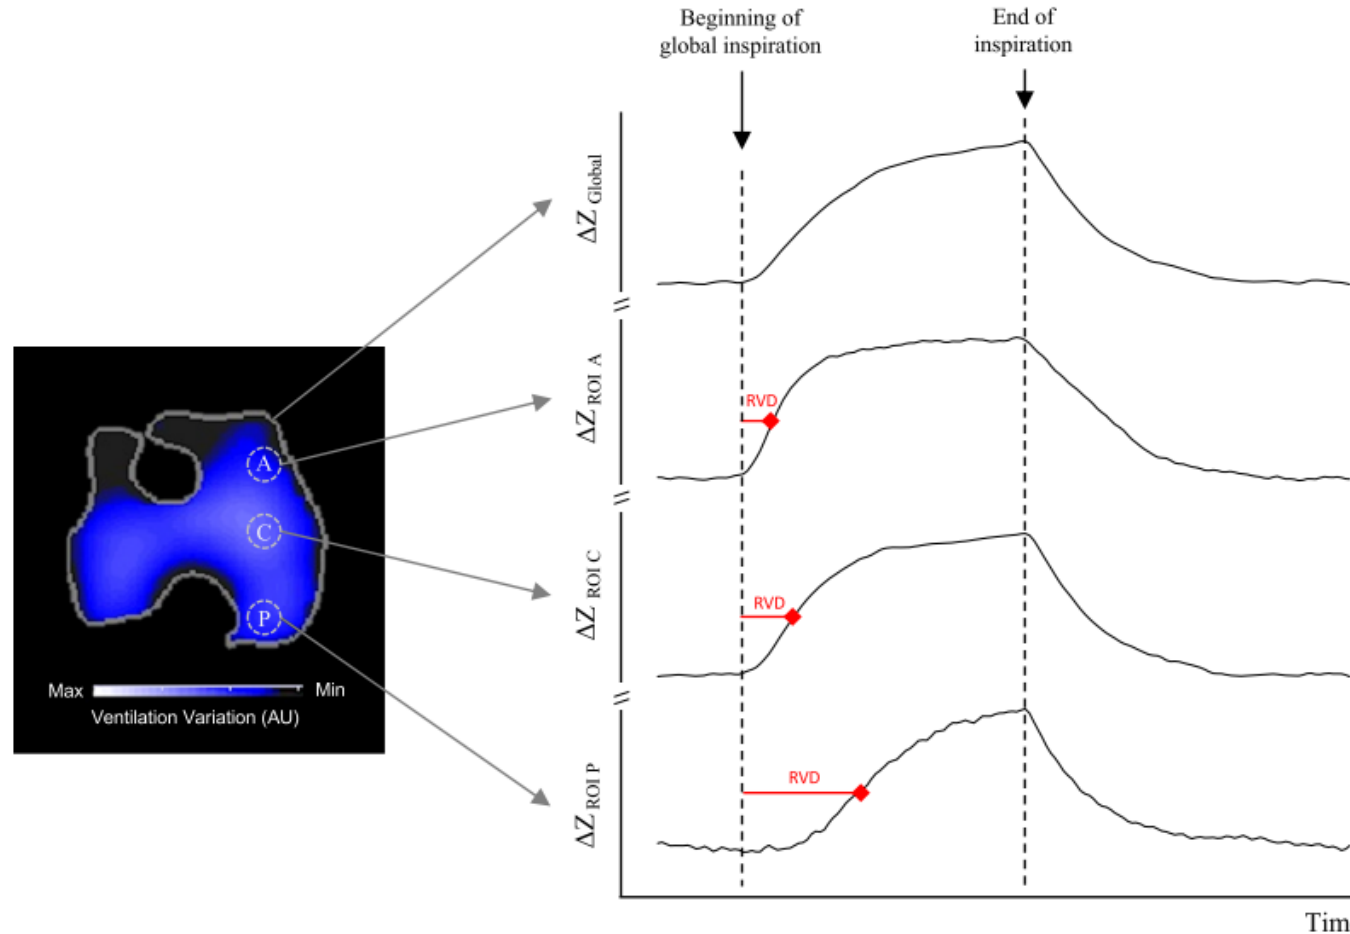 Beginning of
global inspiration
End of
inspiration
ΔZ Global
ΔZ ROI A
RVD
ΔZ ROI C
RVD
ΔZ ROI P
RVD
A
C
P
Max
Min
Ventilation Variation (AU)
Tim